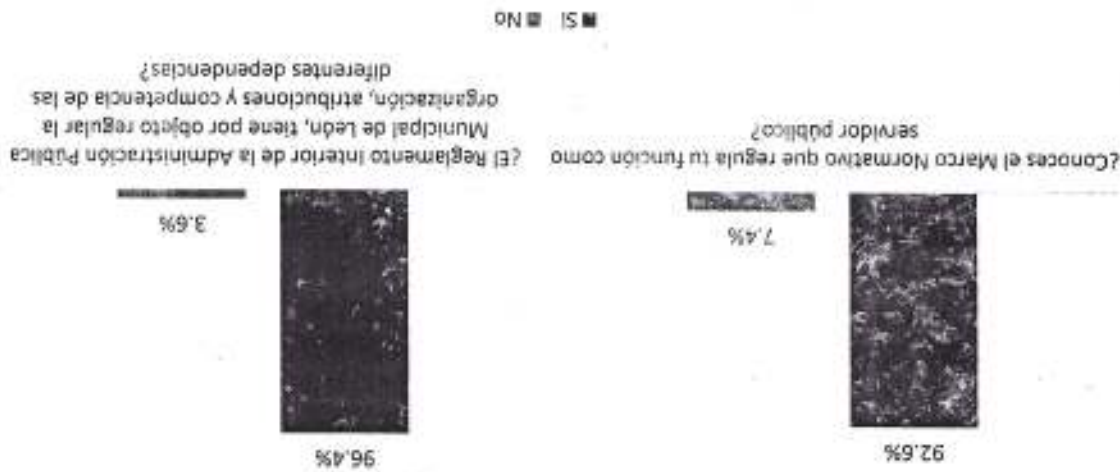 92.6%
7.4%
96.4%
3.6%
¿Conoces el Marco Normativo que regula tu función como
servidor público?
¿El Reglamento Interior de la Administración Pública
Municipal de León, tiene por objeto regular la
organización, atribuciones y competencia de las
diferentes dependencias?
Si No